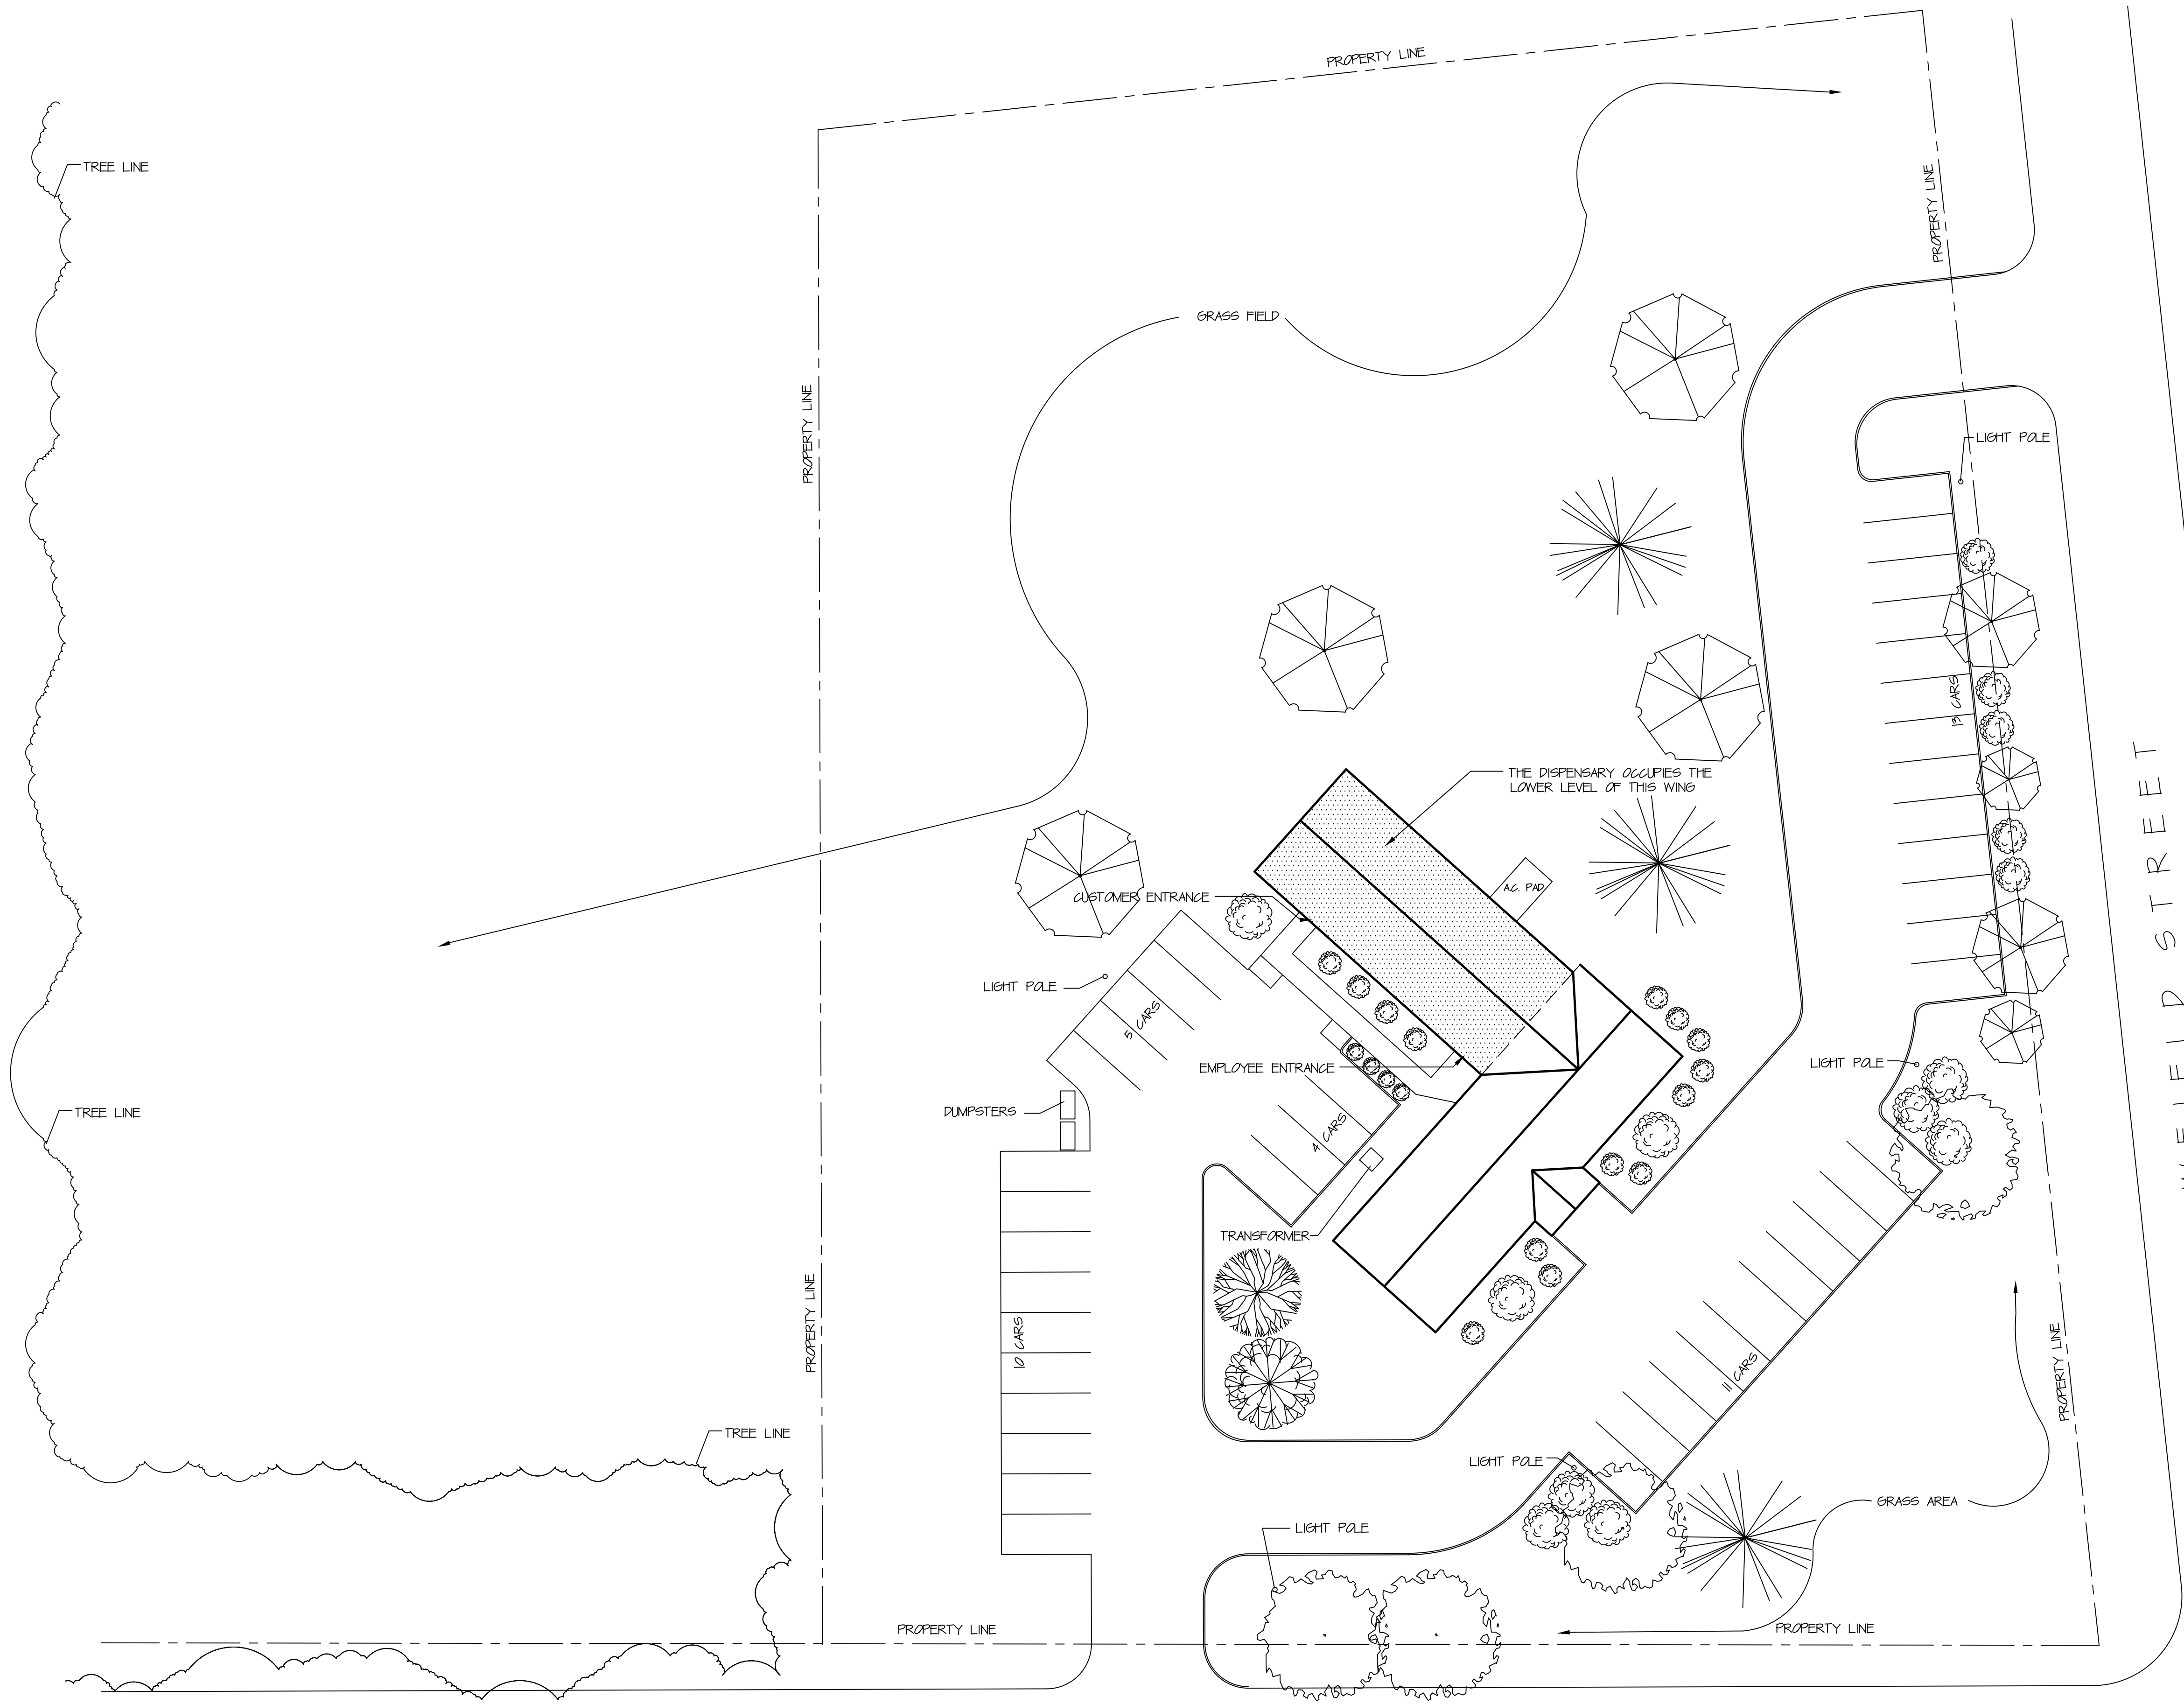 PROPERTY LINE
TREE LINE
PROPERTY LINE
GRASS FIELD
PROPERTY LINE
LIGHT POLE
13 CARS
THE DISPENSARY OCCUPIES THE
LOWER LEVEL OF THIS WING
A.C. PAD
CUSTOMER ENTRANCE
LIGHT POLE
5 CARS
EMPLOYEE ENTRANCE
LIGHT POLE
DUMPSTERS
TREE LINE
4 CARS
TRANSFORMER
PROPERTY LINE
10 CARS
11 CARS
PROPERTY LINE
TREE LINE
LIGHT POLE
GRASS AREA
LIGHT POLE
PROPERTY LINE
PROPERTY LINE
STREET